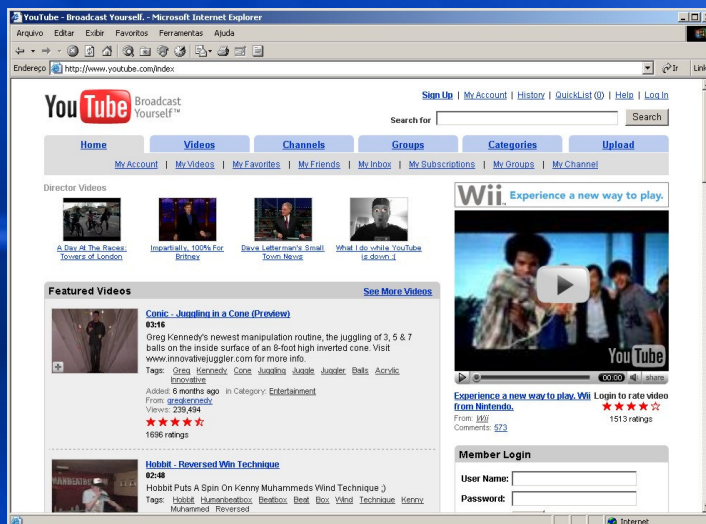 YouTube - Broadcast Yourself. - Microsoft Internet Explorer
Arquivo Editar Exibir Favoritos Ferramentas Ajuda
Endereço http://www.youtube.com/index Ir Link
YouTube Broadcast Yourself™
Sign Up | My Account | History | QuickList (0) | Help | Log In
Search for Search
Home Videos Channels Groups Categories Upload
My Account | My Videos | My Favorites | My Friends | My Inbox | My Subscriptions | My Groups | My Channel
Director Videos
A Day At The Races: Towers of London
Impartially, 100% For Britney
Dave Letterman's Small Town News
What I do while YouTube is down :(
Featured Videos See More Videos
Conic - Juggling in a Cone (Preview)
03:16
Greg Kennedy's newest manipulation routine, the juggling of 3, 5 & 7
balls on the inside surface of an 8-foot high inverted cone. Visit
www.innovativejuggler.com for more info.
Tags: Greg Kennedy Cone Juggling Juggle Juggler Balls Acrylic
Innovative
Added: 6 months ago in Category: Entertainment
From: gregkennedy
Views: 239,494
1696 ratings
Hobbit - Reversed Win Technique
02:48
Hobbit Puts A Spin On Kenny Muhammeds Wind Technique ;)
Tags: Hobbit Humanbeatbox Beatbox Beat Box Wind Technique Kenny
Muhammed Reversed
Wii. Experience a new way to play.
YouTube
00:00 share
Experience a new way to play. Wii from Nintendo.
From: Wii
Comments: 573
Login to rate video
1513 ratings
Member Login
User Name:
Password:
Internet